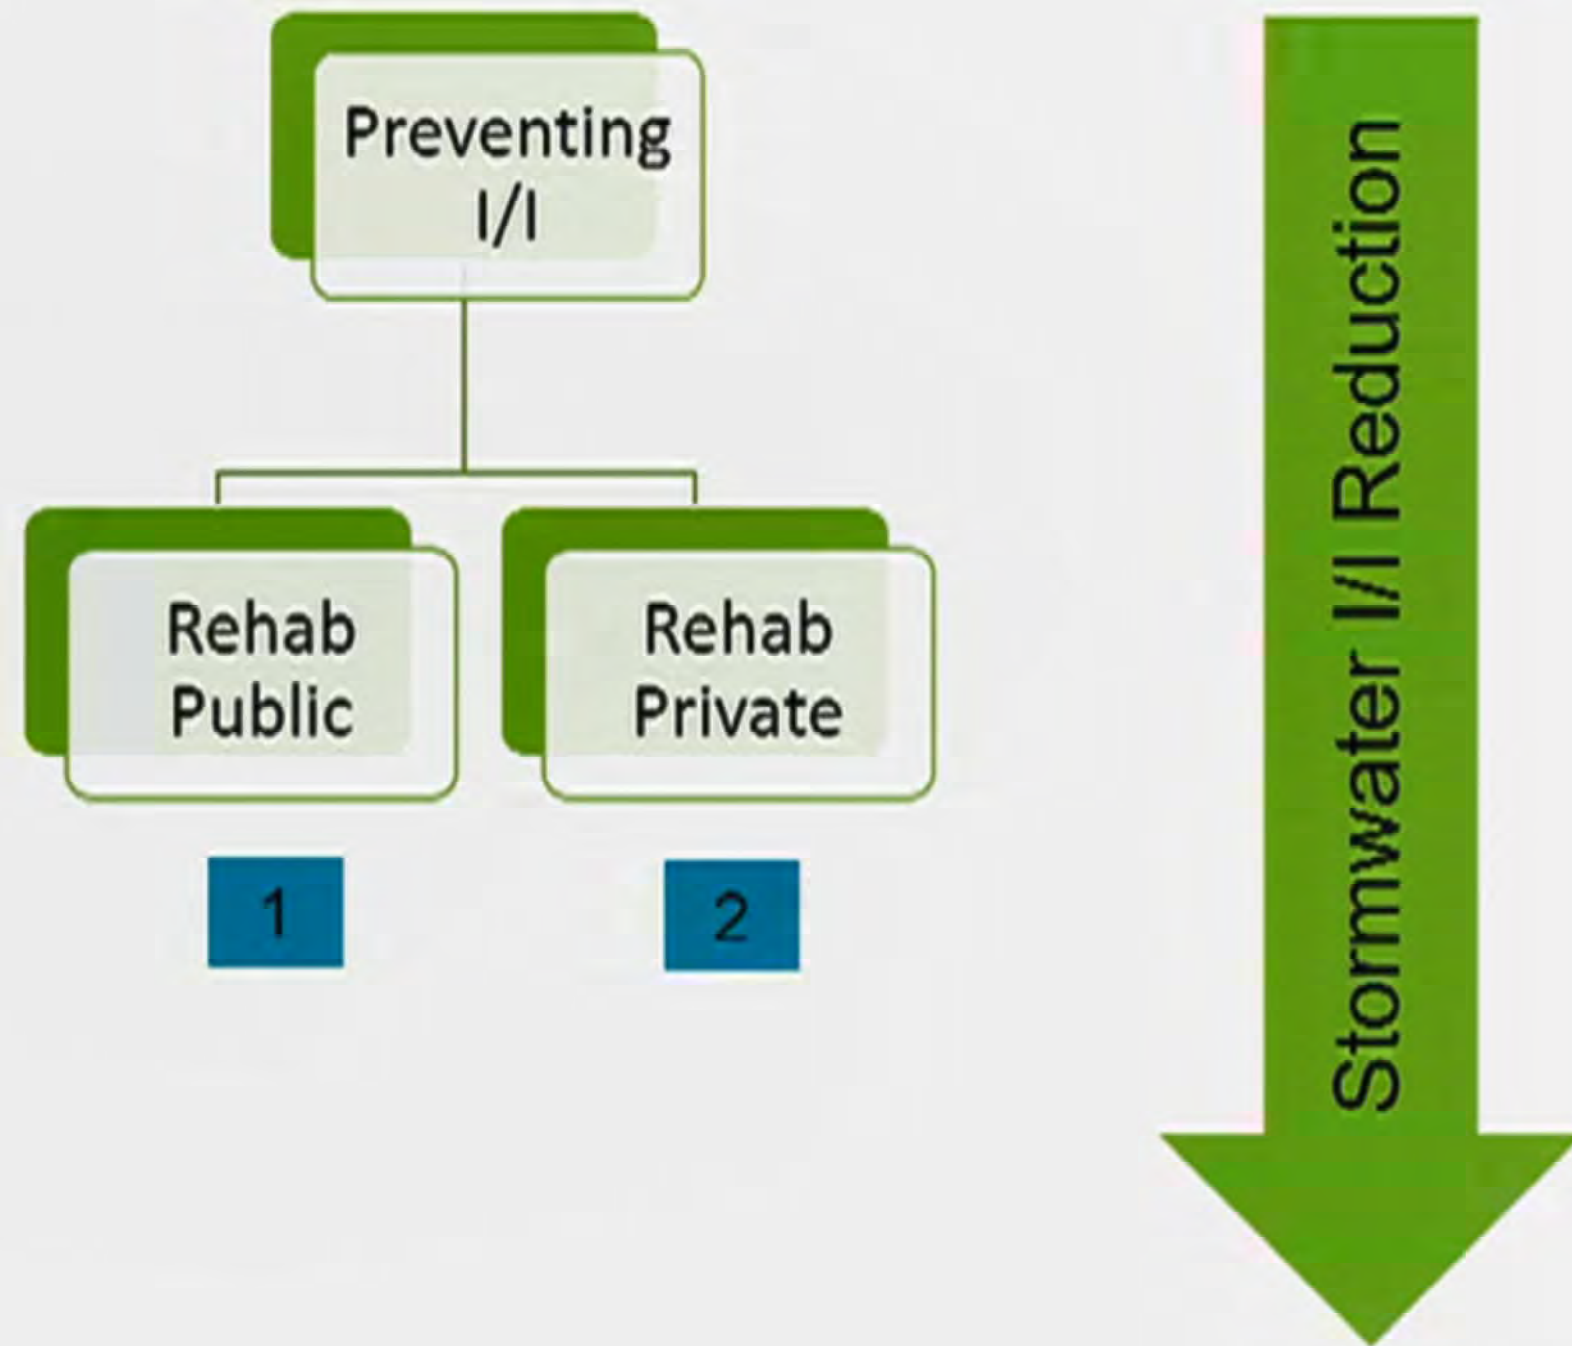 Preventing
I/I
Rehab
Public
Rehab
Private
1
2
Stormwater I/I Reduction